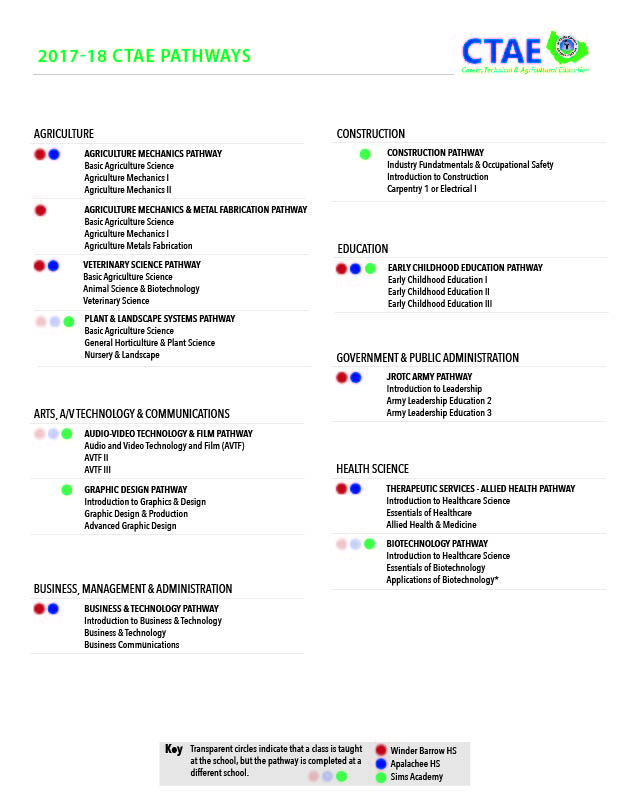 2017-18 CTAE PATHWAYS
CTAE
Career, Technical & Agricultural Education
AGRICULTURE
AGRICULTURE MECHANICS PATHWAY
Basic Agriculture Science
Agriculture Mechanics I
Agriculture Mechanics II
AGRICULTURE MECHANICS & METAL FABRICATION PATHWAY
Basic Agriculture Science
Agriculture Mechanics I
Agriculture Metals Fabrication
VETERINARY SCIENCE PATHWAY
Basic Agriculture Science
Animal Science & Biotechnology
Veterinary Science
PLANT & LANDSCAPE SYSTEMS PATHWAY
Basic Agriculture Science
General Horticulture & Plant Science
Nursery & Landscape
ARTS, A/V TECHNOLOGY & COMMUNICATIONS
AUDIO-VIDEO TECHNOLOGY & FILM PATHWAY
Audio and Video Technology and Film (AVTF)
AVTF II
AVTF III
GRAPHIC DESIGN PATHWAY
Introduction to Graphics & Design
Graphic Design & Production
Advanced Graphic Design
BUSINESS, MANAGEMENT & ADMINISTRATION
BUSINESS & TECHNOLOGY PATHWAY
Introduction to Business & Technology
Business & Technology
Business Communications
CONSTRUCTION
CONSTRUCTION PATHWAY
Industry Fundatmentals & Occupational Safety
Introduction to Construction
Carpentry 1 or Electrical I
EDUCATION
EARLY CHILDHOOD EDUCATION PATHWAY
Early Childhood Education I
Early Childhood Education II
Early Childhood Education III
GOVERNMENT & PUBLIC ADMINISTRATION
JROTC ARMY PATHWAY
Introduction to Leadership
Army Leadership Education 2
Army Leadership Education 3
HEALTH SCIENCE
THERAPEUTIC SERVICES - ALLIED HEALTH PATHWAY
Introduction to Healthcare Science
Essentials of Healthcare
Allied Health & Medicine
BIOTECHNOLOGY PATHWAY
Introduction to Healthcare Science
Essentials of Biotechnology
Applications of Biotechnology*
Key
Transparent circles indicate that a class is taught
at the school, but the pathway is completed at a
different school.
Winder Barrow HS
Apalachee HS
Sims Academy